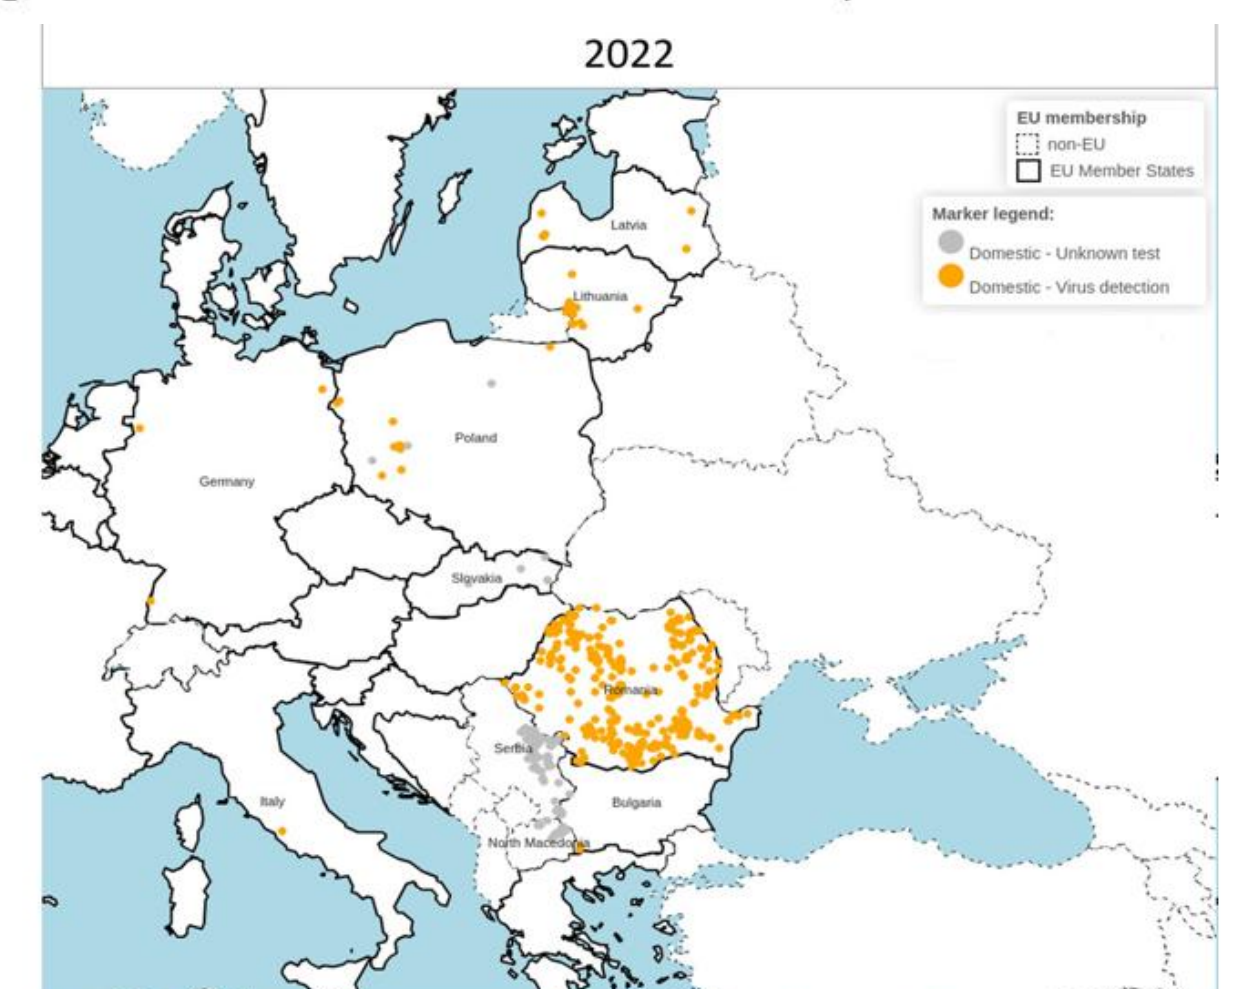 2022
EU membership
non-EU
EU Member States
Marker legend:
Domestic - Unknown test
Domestic - Virus detection
Latvia
Lithuania
Poland
Germany
Slovakia
Romania
Serbia
Italy
Bulgaria
North Macedonia